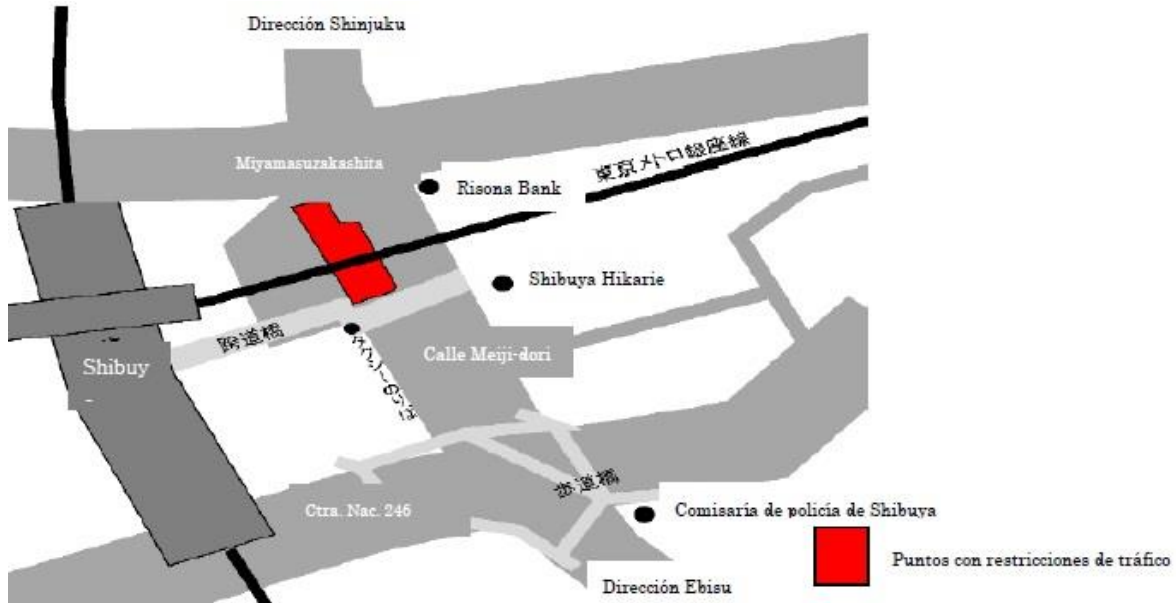 Dirección Shinjuku
Miyamasuzakashita
東京メトロ銀座線
Risona Bank
Shibuya Hikarie
跨道橋
Calle Meiji-dori
Shibuy
歩道橋
Ctra. Nac. 246
Comisaría de policía de Shibuya
Puntos con restricciones de tráfico
Dirección Ebisu